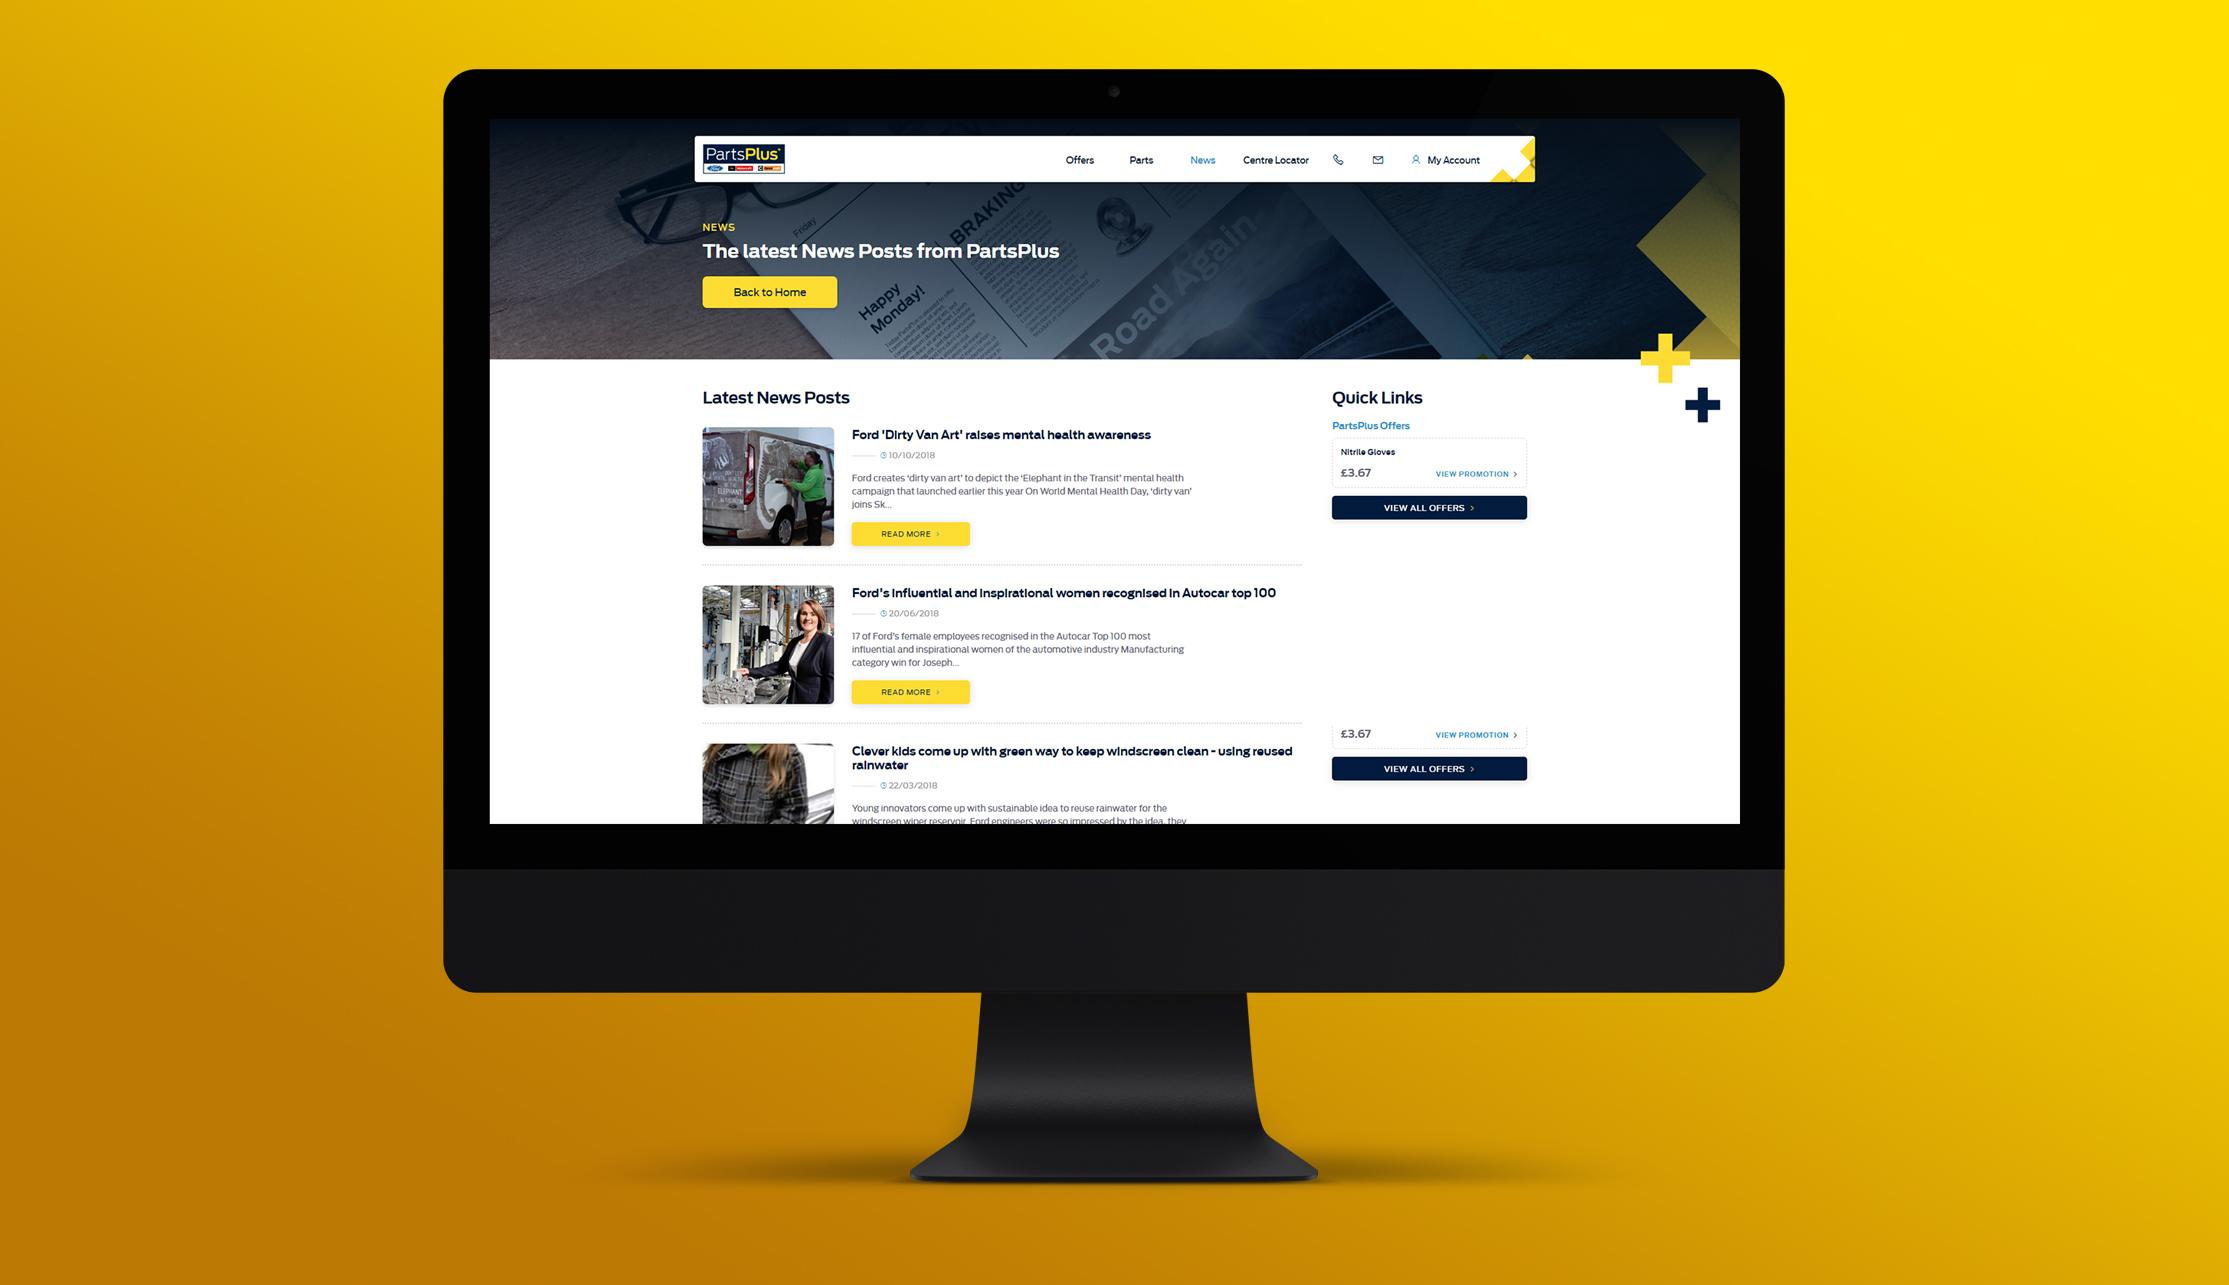 PartsPlus
Offers
Parts
News
Centre Locator
My Account
NEWS
The latest News Posts from PartsPlus
Back to Home
Friday
BRAKING
Happy
Monday!
Road Again
Latest News Posts
Ford 'Dirty Van Art' raises mental health awareness
10/10/2018
Ford creates ‘dirty van art’ to depict the ‘Elephant in the Transit’ mental health
campaign that launched earlier this year On World Mental Health Day, ‘dirty van’
joins Sk...
READ MORE
Ford's influential and inspirational women recognised in Autocar top 100
20/06/2018
17 of Ford’s female employees recognised in the Autocar Top 100 most
influential and inspirational women of the automotive industry Manufacturing
category win for Joseph...
READ MORE
Clever kids come up with green way to keep windscreen clean - using reused
rainwater
22/03/2018
Young innovators come up with sustainable idea to reuse rainwater for the
windscreen wiper reservoir Ford engineers were so impressed by the idea, they
Quick Links
PartsPlus Offers
Nitrile Gloves
£3.67
VIEW PROMOTION
VIEW ALL OFFERS
£3.67
VIEW PROMOTION
VIEW ALL OFFERS